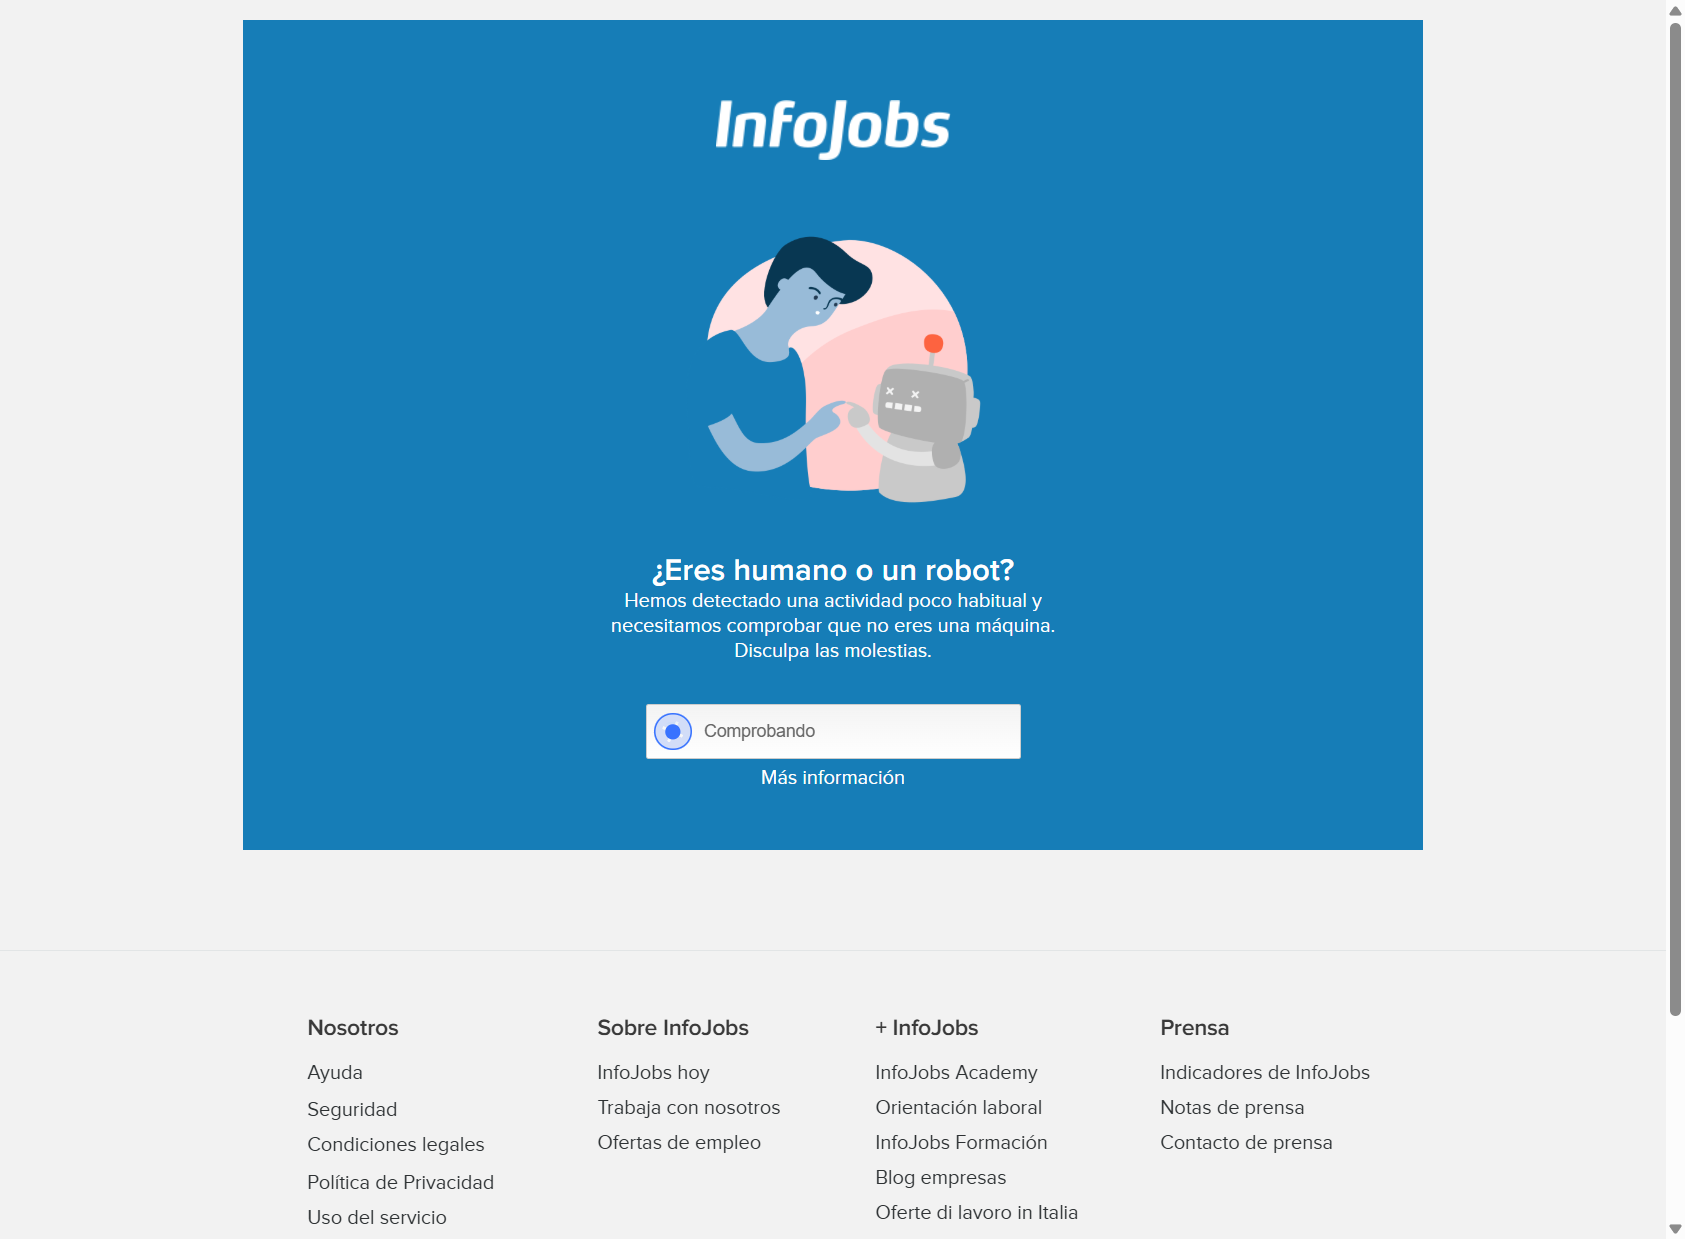 InfoJobs
¿Eres humano o un robot?
Hemos detectado una actividad poco habitual y
necesitamos comprobar que no eres una máquina.
Disculpa las molestias.
Comprobando
Más información
Nosotros
Ayuda
Seguridad
Condiciones legales
Política de Privacidad
Uso del servicio
Sobre InfoJobs
InfoJobs hoy
Trabaja con nosotros
Ofertas de empleo
+ InfoJobs
InfoJobs Academy
Orientación laboral
InfoJobs Formación
Blog empresas
Oferte di lavoro in Italia
Prensa
Indicadores de InfoJobs
Notas de prensa
Contacto de prensa